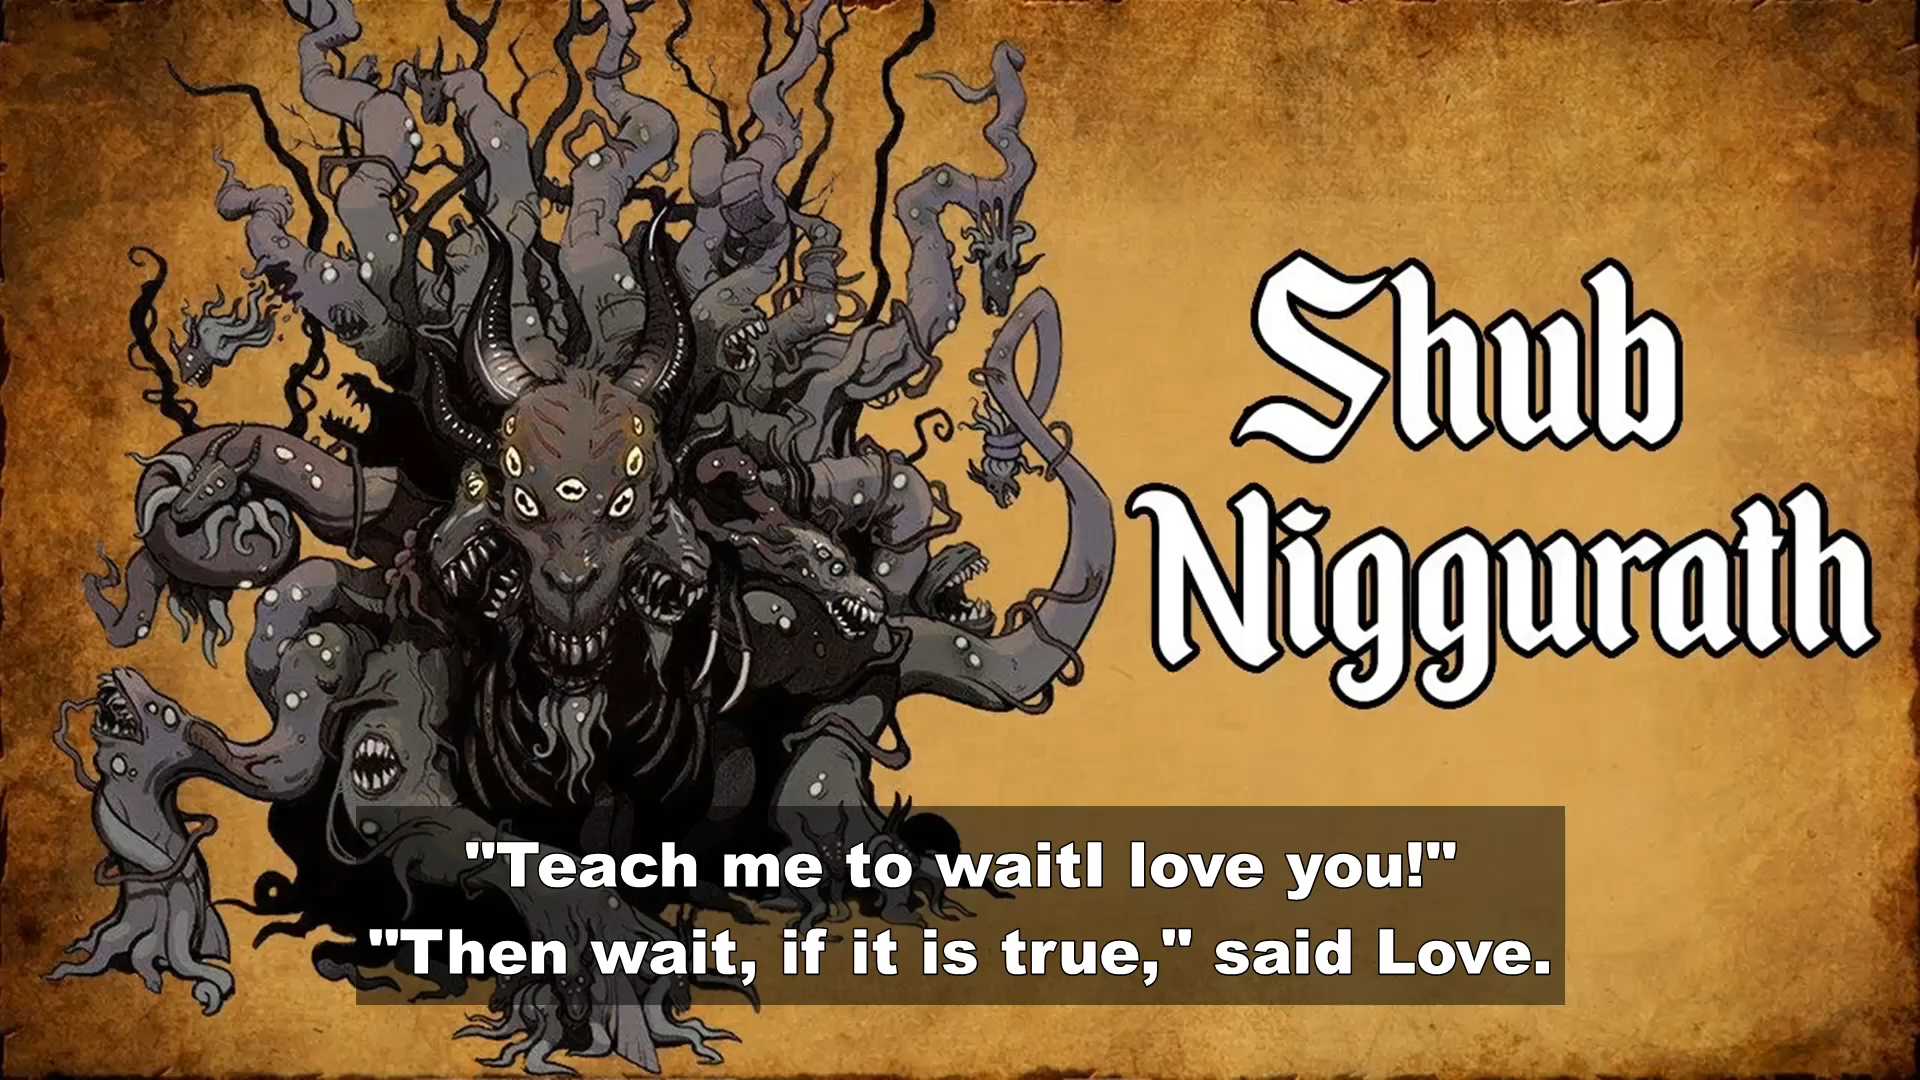 Shub
Niggurath
"Teach me to waitI love you!"
"Then wait, if it is true," said Love.